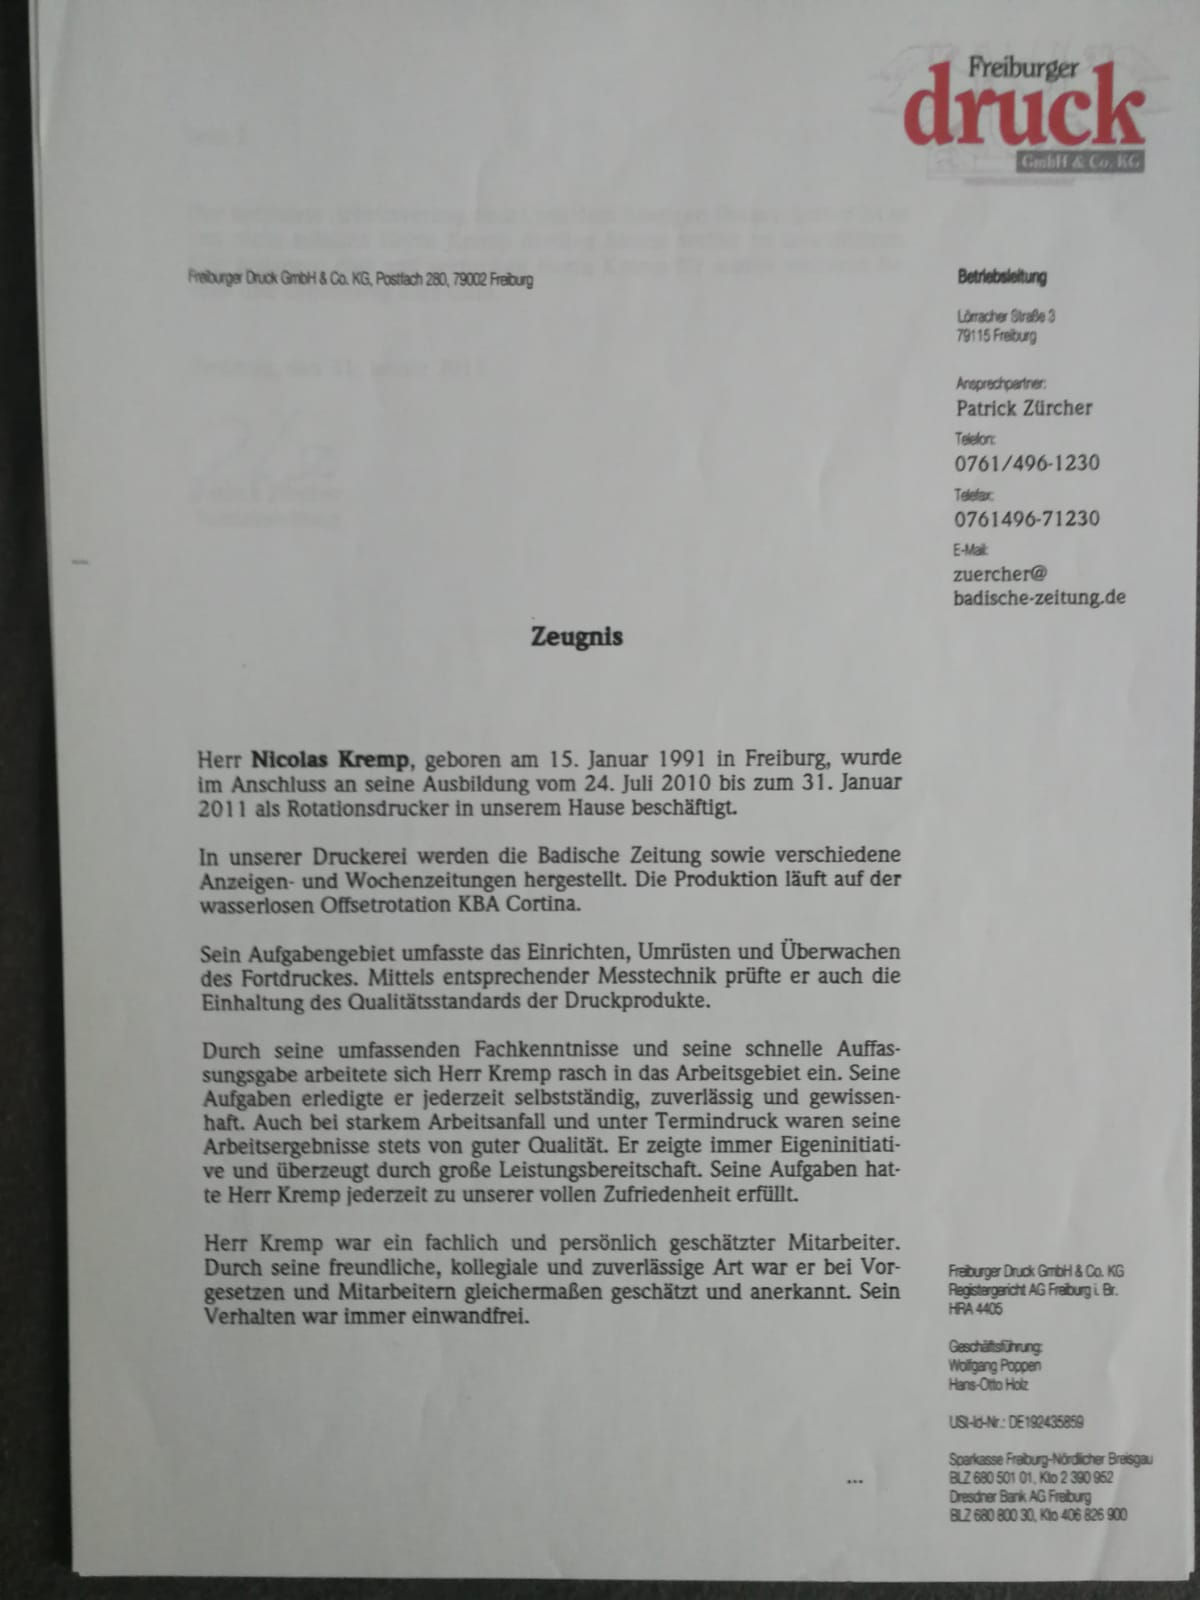 Freiburger
druck
GmbH & Co. KG
Freiburger Druck GmbH & Co. KG, Postfach 280, 79002 Freiburg
Betriebsleitung
Lörracher Straße 3
79115 Freiburg
Ansprechpartner:
Patrick Zürcher
Telefon:
0761/496-1230
Telefax:
0761496-71230
E-Mail:
zuercher@
badische-zeitung.de
Zeugnis
Herr Nicolas Kremp, geboren am 15. Januar 1991 in Freiburg, wurde
im Anschluss an seine Ausbildung vom 24. Juli 2010 bis zum 31. Januar
2011 als Rotationsdrucker in unserem Hause beschäftigt.
In unserer Druckerei werden die Badische Zeitung sowie verschiedene
Anzeigen- und Wochenzeitungen hergestellt. Die Produktion läuft auf der
wasserlosen Offsetrotation KBA Cortina.
Sein Aufgabengebiet umfasste das Einrichten, Umrüsten und Überwachen
des Fortdruckes. Mittels entsprechender Messtechnik prüfte er auch die
Einhaltung des Qualitätsstandards der Druckprodukte.
Durch seine umfassenden Fachkenntnisse und seine schnelle Auffas-
sungsgabe arbeitete sich Herr Kremp rasch in das Arbeitsgebiet ein. Seine
Aufgaben erledigte er jederzeit selbstständig, zuverlässig und gewissen-
haft. Auch bei starkem Arbeitsanfall und unter Termindruck waren seine
Arbeitsergebnisse stets von guter Qualität. Er zeigte immer Eigeninitiati-
ve und überzeugt durch große Leistungsbereitschaft. Seine Aufgaben hat-
te Herr Kremp jederzeit zu unserer vollen Zufriedenheit erfüllt.
Herr Kremp war ein fachlich und persönlich geschätzter Mitarbeiter.
Durch seine freundliche, kollegiale und zuverlässige Art war er bei Vor-
gesetzen und Mitarbeitern gleichermaßen geschätzt und anerkannt. Sein
Verhalten war immer einwandfrei.
...
Freiburger Druck GmbH & Co. KG
Registergericht AG Freiburg i. Br.
HRA 4405
Geschäftsführung:
Wolfgang Poppen
Hans-Otto Holz
USt-Id-Nr.: DE192435859
Sparkasse Freiburg-Nördlicher Breisgau
BLZ 680 501 01, Kto 2 390 952
Dresdner Bank AG Freiburg
BLZ 680 800 30, Kto 406 826 900